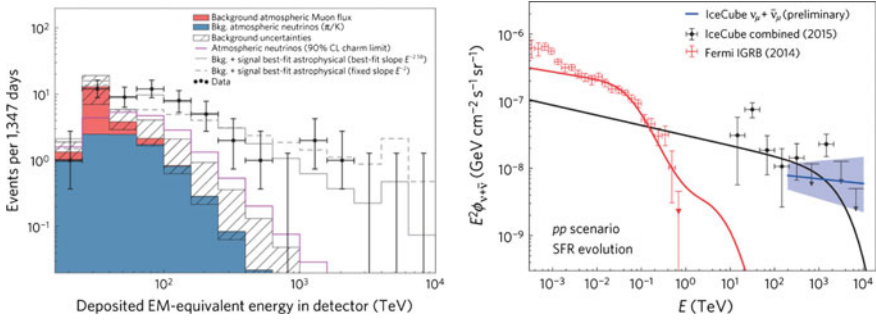 Background atmospheric Muon flux
Bkg. atmospheric neutrinos (π/K)
Background uncertainties
Atmospheric neutrinos (90% CL charm limit)
Bkg. + signal best-fit astrophysical (best-fit slope E⁻²·⁵⁸)
Bkg. + signal best-fit astrophysical (fixed slope E⁻²)
Data
Events per 1,347 days
10²
10¹
10⁰
10⁻¹
10² 10³ 10⁴
Deposited EM-equivalent energy in detector (TeV)
IceCube νμ + ν̄μ (preliminary)
IceCube combined (2015)
Fermi IGRB (2014)
E²ϕν+ν̄ (GeV cm⁻² s⁻¹ sr⁻¹)
10⁻⁵
10⁻⁶
10⁻⁷
10⁻⁸
10⁻⁹
pp scenario
SFR evolution
10⁻³ 10⁻² 10⁻¹ 10⁰ 10¹ 10² 10³ 10⁴
E (TeV)